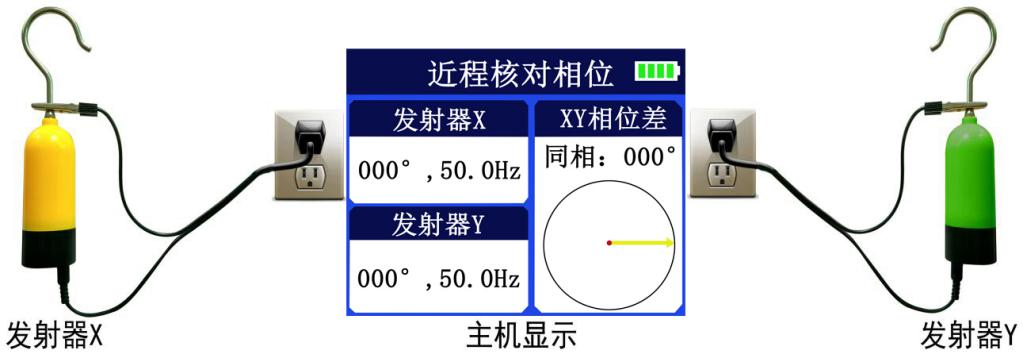 近程核对相位
发射器X
000°,50.0Hz
发射器Y
000°,50.0Hz
XY相位差
同相：000°
发射器X
主机显示
发射器Y